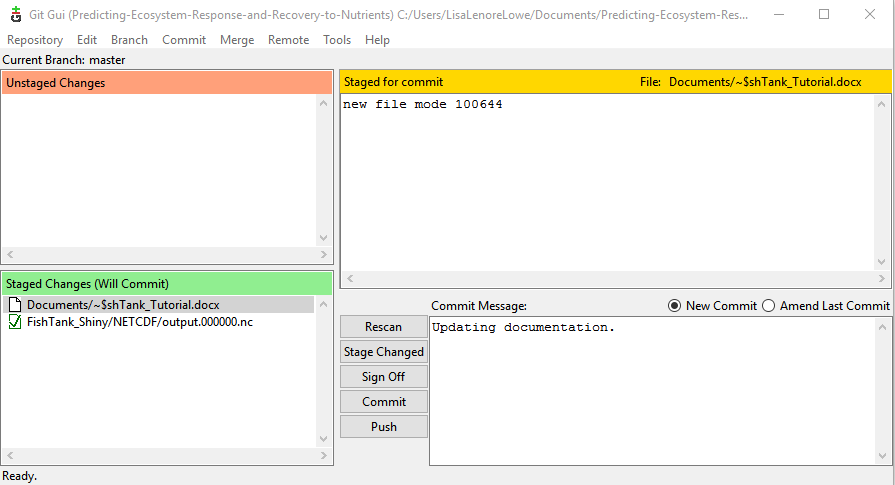 Git Gui (Predicting-Ecosystem-Response-and-Recovery-to-Nutrients) C:/Users/LisaLenoreLowe/Documents/Predicting-Ecosystem-Res...
Repository Edit Branch Commit Merge Remote Tools Help
Current Branch: master
Unstaged Changes
Staged for commit File: Documents/~$shTank_Tutorial.docx
new file mode 100644
Staged Changes (Will Commit)
Documents/~$shTank_Tutorial.docx
FishTank_Shiny/NETCDF/output.000000.nc
Commit Message: New Commit Amend Last Commit
Rescan
Stage Changed
Sign Off
Commit
Push
Updating documentation.
Ready.